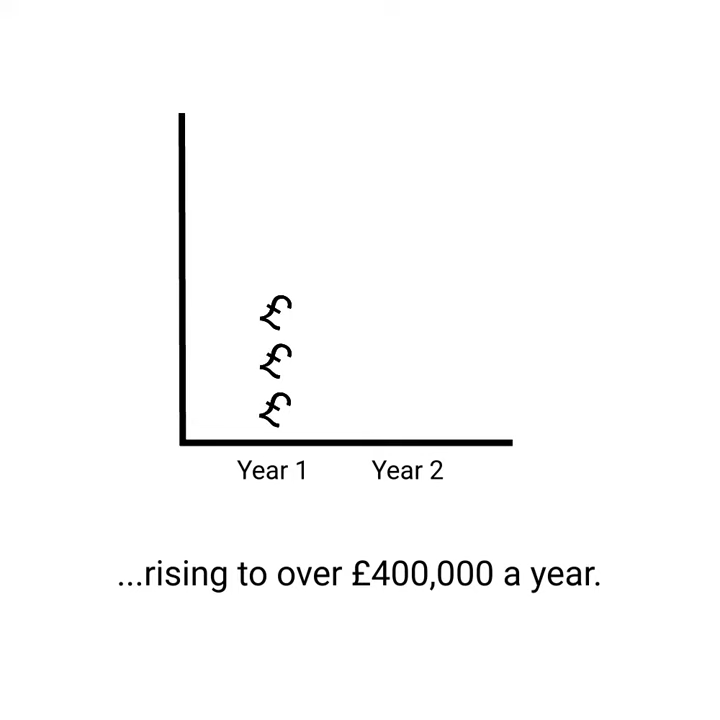 £
£
£
Year 1 Year 2
...rising to over £400,000 a year.